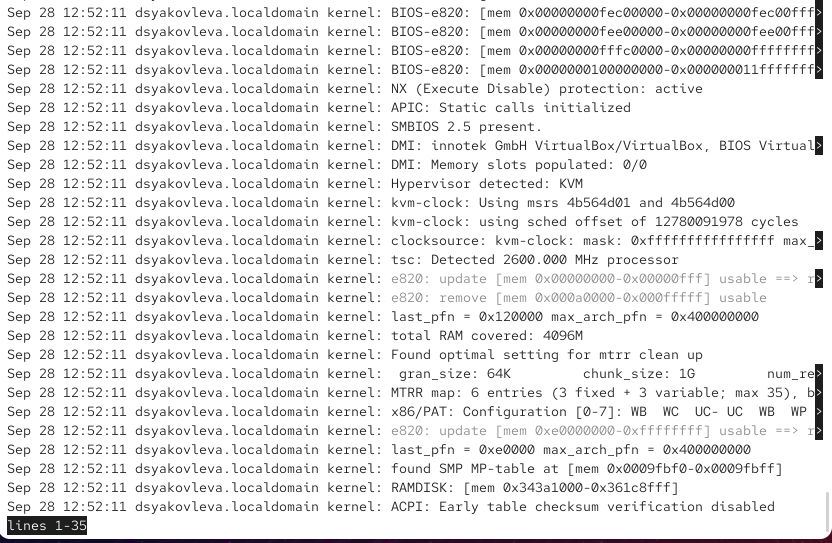 Sep 28 12:52:11 dsyakovleva.localdomain kernel: BIOS-e820: [mem 0x00000000fec00000-0x00000000fec00fff>
Sep 28 12:52:11 dsyakovleva.localdomain kernel: BIOS-e820: [mem 0x00000000fee00000-0x00000000fee00fff>
Sep 28 12:52:11 dsyakovleva.localdomain kernel: BIOS-e820: [mem 0x00000000fffc0000-0x00000000ffffffff>
Sep 28 12:52:11 dsyakovleva.localdomain kernel: BIOS-e820: [mem 0x0000000100000000-0x000000011fffffff>
Sep 28 12:52:11 dsyakovleva.localdomain kernel: NX (Execute Disable) protection: active
Sep 28 12:52:11 dsyakovleva.localdomain kernel: APIC: Static calls initialized
Sep 28 12:52:11 dsyakovleva.localdomain kernel: SMBIOS 2.5 present.
Sep 28 12:52:11 dsyakovleva.localdomain kernel: DMI: innotek GmbH VirtualBox/VirtualBox, BIOS Virtual>
Sep 28 12:52:11 dsyakovleva.localdomain kernel: DMI: Memory slots populated: 0/0
Sep 28 12:52:11 dsyakovleva.localdomain kernel: Hypervisor detected: KVM
Sep 28 12:52:11 dsyakovleva.localdomain kernel: kvm-clock: Using msrs 4b564d01 and 4b564d00
Sep 28 12:52:11 dsyakovleva.localdomain kernel: kvm-clock: using sched offset of 12780091978 cycles
Sep 28 12:52:11 dsyakovleva.localdomain kernel: clocksource: kvm-clock: mask: 0xffffffffffffffff max_>
Sep 28 12:52:11 dsyakovleva.localdomain kernel: tsc: Detected 2600.000 MHz processor
Sep 28 12:52:11 dsyakovleva.localdomain kernel: e820: update [mem 0x00000000-0x00000fff] usable ==> r>
Sep 28 12:52:11 dsyakovleva.localdomain kernel: e820: remove [mem 0x000a0000-0x000fffff] usable
Sep 28 12:52:11 dsyakovleva.localdomain kernel: last_pfn = 0x120000 max_arch_pfn = 0x400000000
Sep 28 12:52:11 dsyakovleva.localdomain kernel: total RAM covered: 4096M
Sep 28 12:52:11 dsyakovleva.localdomain kernel: Found optimal setting for mtrr clean up
Sep 28 12:52:11 dsyakovleva.localdomain kernel:  gran_size: 64K         chunk_size: 1G         num_re>
Sep 28 12:52:11 dsyakovleva.localdomain kernel: MTRR map: 6 entries (3 fixed + 3 variable; max 35), b>
Sep 28 12:52:11 dsyakovleva.localdomain kernel: x86/PAT: Configuration [0-7]: WB  WC  UC- UC  WB  WP >
Sep 28 12:52:11 dsyakovleva.localdomain kernel: e820: update [mem 0xe0000000-0xffffffff] usable ==> r>
Sep 28 12:52:11 dsyakovleva.localdomain kernel: last_pfn = 0xe0000 max_arch_pfn = 0x400000000
Sep 28 12:52:11 dsyakovleva.localdomain kernel: found SMP MP-table at [mem 0x0009fbf0-0x0009fbff]
Sep 28 12:52:11 dsyakovleva.localdomain kernel: RAMDISK: [mem 0x343a1000-0x361c8fff]
Sep 28 12:52:11 dsyakovleva.localdomain kernel: ACPI: Early table checksum verification disabled
lines 1-35